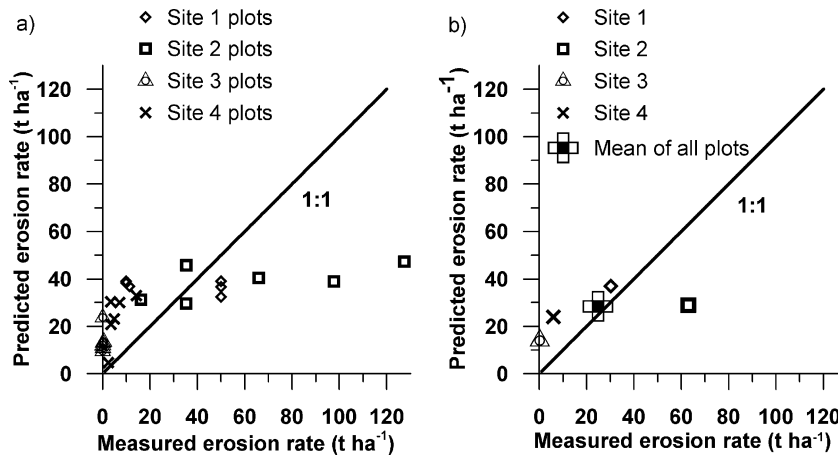 a)
Site 1 plots
Site 2 plots
Site 3 plots
Site 4 plots
Predicted erosion rate (t ha-1)
120
100
80
60
40
20
0
1:1
0 20 40 60 80 100 120
Measured erosion rate (t ha-1)
b)
Site 1
Site 2
Site 3
Site 4
Mean of all plots
Predicted erosion rate (t ha-1)
120
100
80
60
40
20
0
1:1
0 20 40 60 80 100 120
Measured erosion rate (t ha-1)